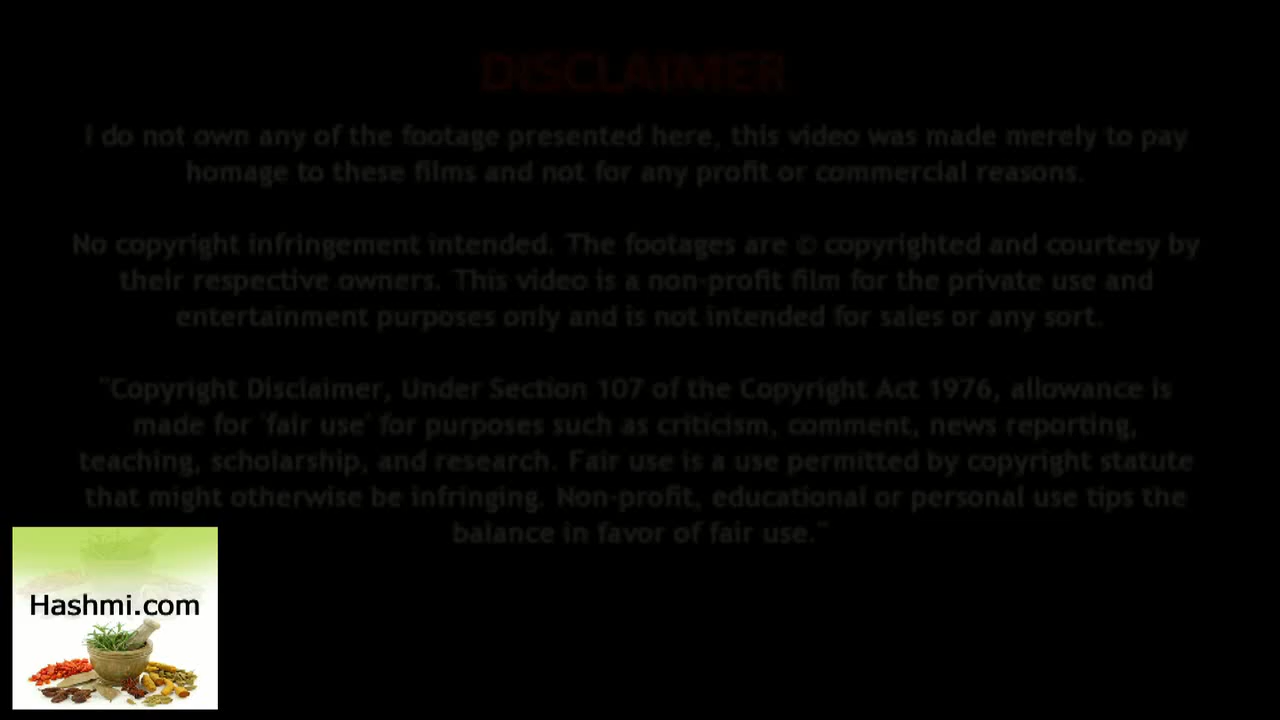 DISCLAIMER
I do not own any of the footage presented here, this video was made merely to pay
homage to these films and not for any profit or commercial reasons.
No copyright infringement intended. The footages are © copyrighted and courtesy by
their respective owners. This video is a non-profit film for the private use and
entertainment purposes only and is not intended for sales or any sort.
"Copyright Disclaimer, Under Section 107 of the Copyright Act 1976, allowance is
made for 'fair use' for purposes such as criticism, comment, news reporting,
teaching, scholarship, and research. Fair use is a use permitted by copyright statute
that might otherwise be infringing. Non-profit, educational or personal use tips the
balance in favor of fair use."
Hashmi.com